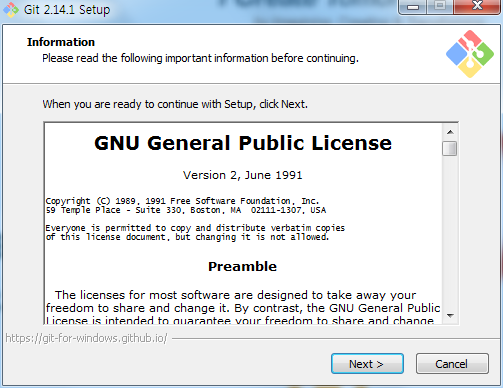 Git 2.14.1 Setup
Information
Please read the following important information before continuing.
When you are ready to continue with Setup, click Next.
GNU General Public License
Version 2, June 1991
Copyright (C) 1989, 1991 Free Software Foundation, Inc.
59 Temple Place - Suite 330, Boston, MA  02111-1307, USA
Everyone is permitted to copy and distribute verbatim copies
of this license document, but changing it is not allowed.
Preamble
The licenses for most software are designed to take away your
freedom to share and change it. By contrast, the GNU General Public
License is intended to guarantee your freedom to share and change
https://git-for-windows.github.io/
Next >
Cancel